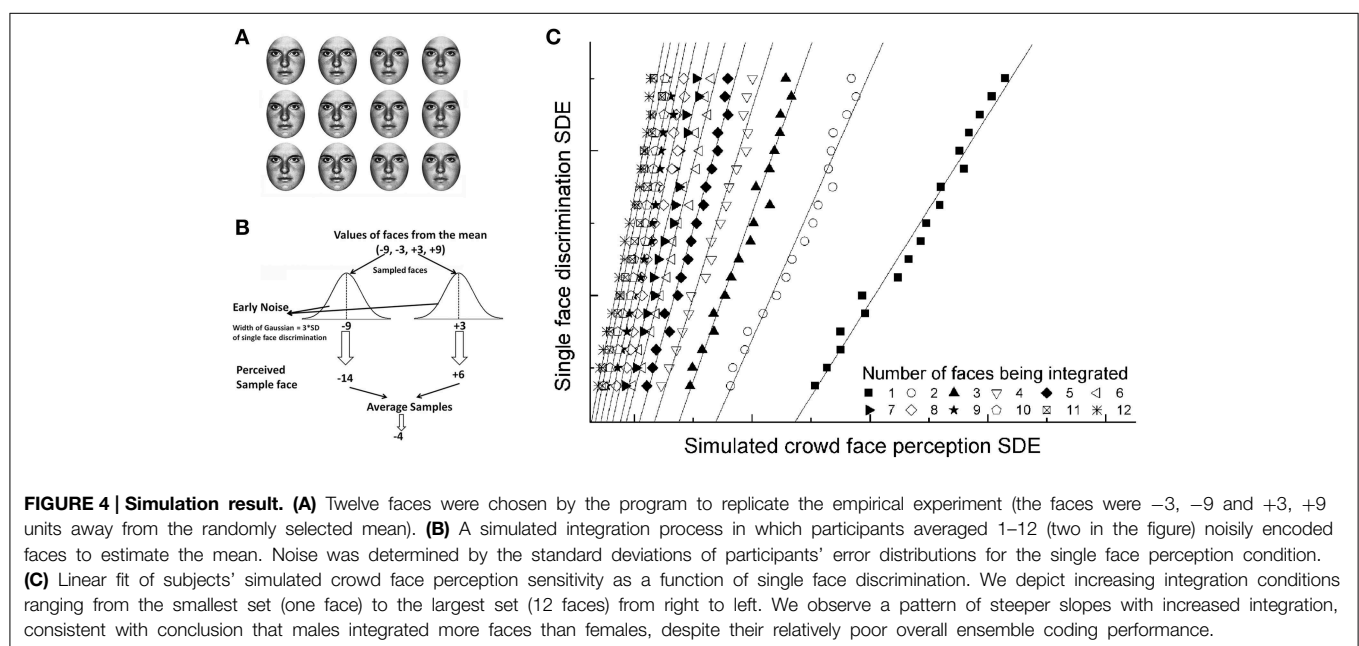 A
B
Values of faces from the mean
(-9, -3, +3, +9)
Sampled faces
Early Noise
Width of Gaussian = 3*SD
of single face discrimination
-9
+3
Perceived
Sample face
-14
+6
Average Samples
-4
C
Single face discrimination SDE
Number of faces being integrated
1 2 3 4 5 6
7 8 9 10 11 12
Simulated crowd face perception SDE
FIGURE 4 | Simulation result. (A) Twelve faces were chosen by the program to replicate the empirical experiment (the faces were −3, −9 and +3, +9
units away from the randomly selected mean). (B) A simulated integration process in which participants averaged 1–12 (two in the figure) noisily encoded
faces to estimate the mean. Noise was determined by the standard deviations of participants' error distributions for the single face perception condition.
(C) Linear fit of subjects' simulated crowd face perception sensitivity as a function of single face discrimination. We depict increasing integration conditions
ranging from the smallest set (one face) to the largest set (12 faces) from right to left. We observe a pattern of steeper slopes with increased integration,
consistent with conclusion that males integrated more faces than females, despite their relatively poor overall ensemble coding performance.